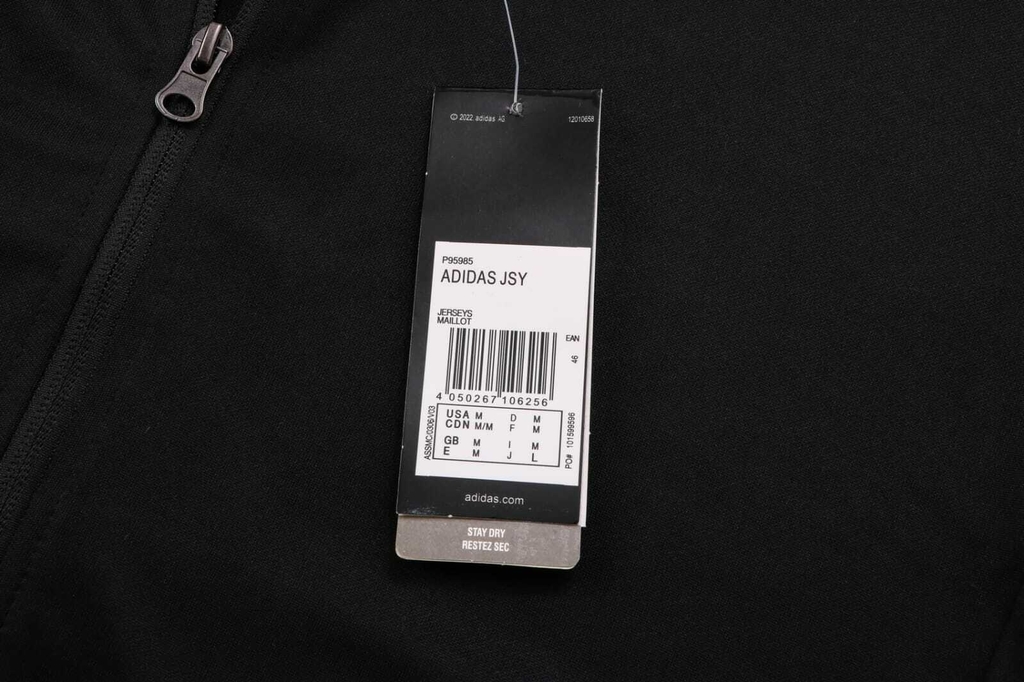 © 2022 adidas AG 12010658
P95985
ADIDAS JSY
JERSEYS
MAILLOT
EAN
46
4 050267 106256
USA M D M
CDN M/M F M
GB M I M
E M J L
ASSMC/0306/V03
PO# 101598596
adidas.com
STAY DRY
RESTEZ SEC